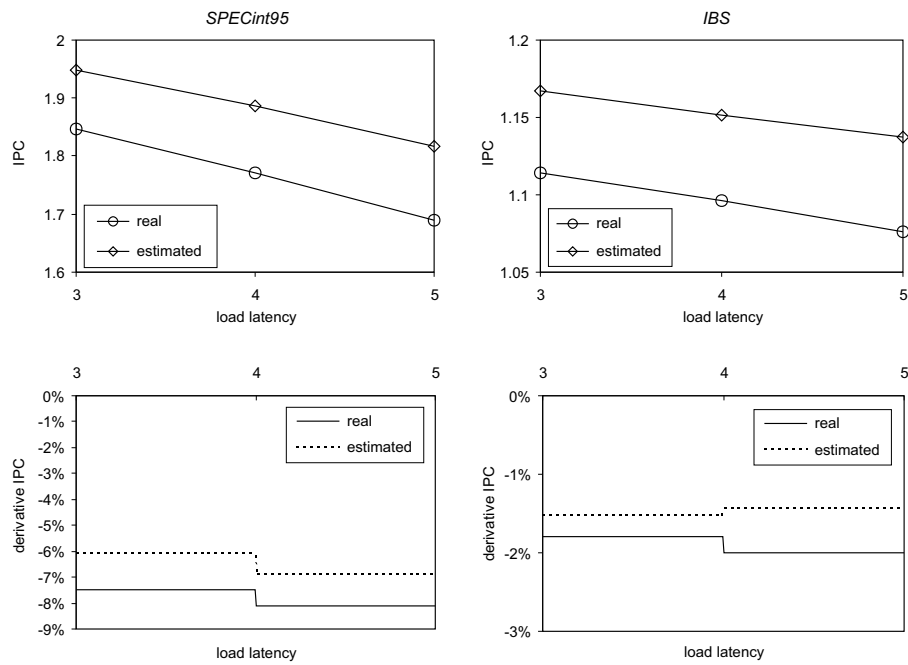 SPECint95
2
1.9
1.8
1.7
1.6
IPC
real
estimated
3 4 5
load latency
IBS
1.2
1.15
1.1
1.05
IPC
real
estimated
3 4 5
load latency
3 4 5
0%
-1%
-2%
-3%
-4%
-5%
-6%
-7%
-8%
-9%
derivative IPC
real
estimated
load latency
3 4 5
0%
-1%
-2%
-3%
derivative IPC
real
estimated
load latency